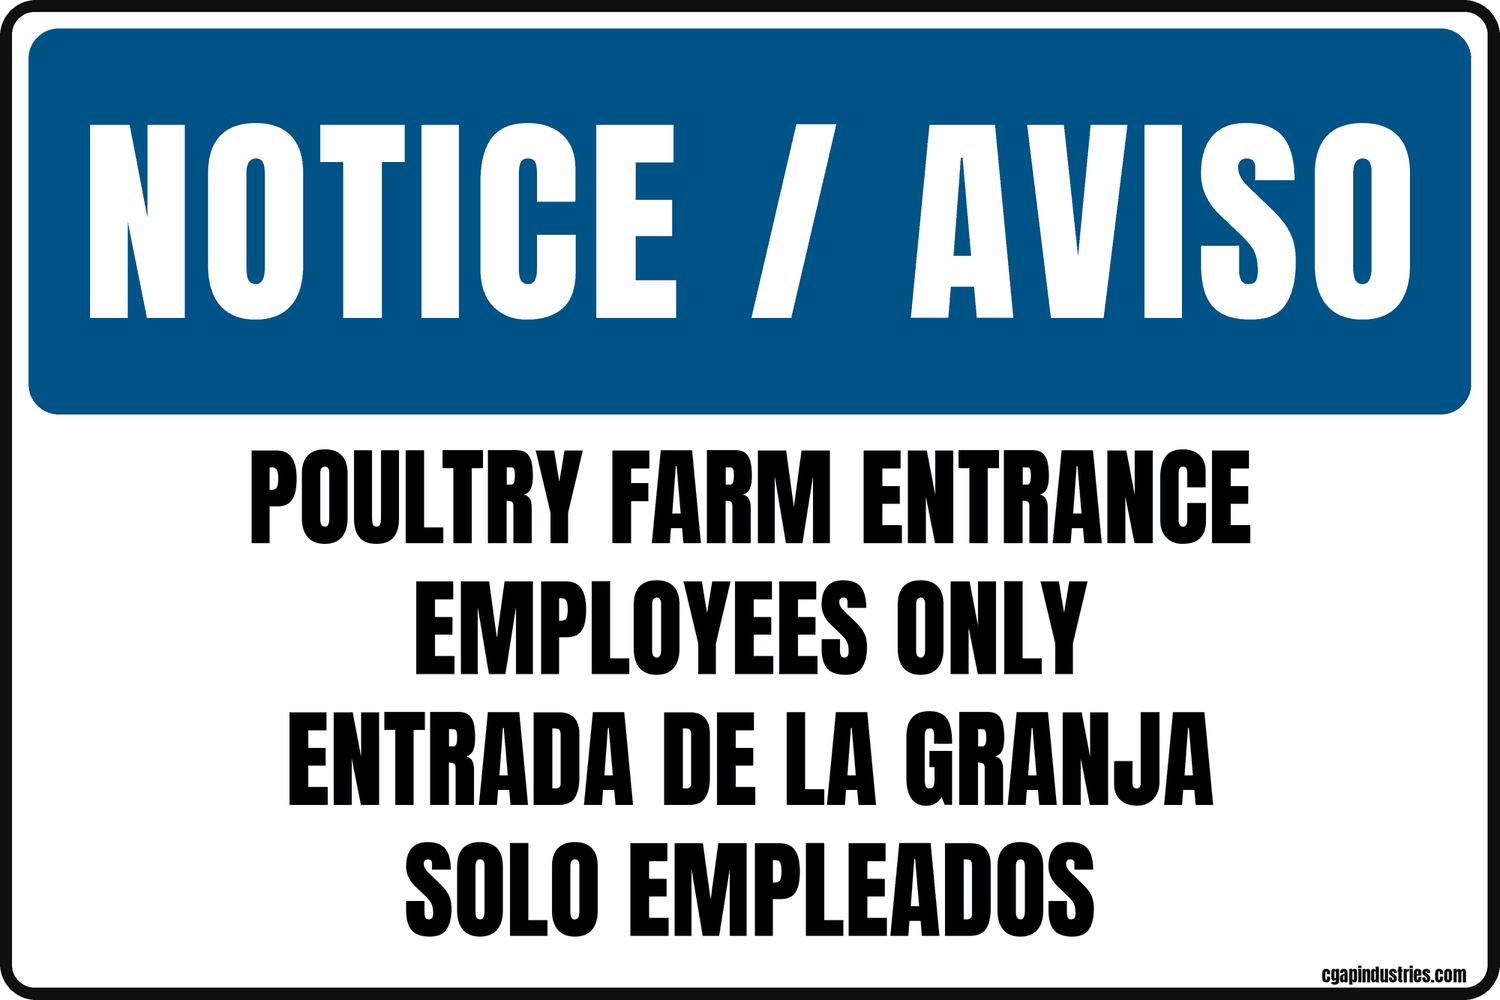 NOTICE / AVISO
POULTRY FARM ENTRANCE
EMPLOYEES ONLY
ENTRADA DE LA GRANJA
SOLO EMPLEADOS
cgapindustries.com